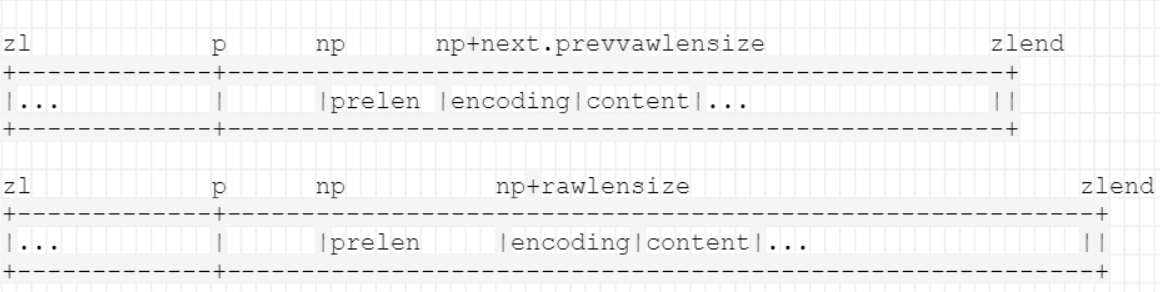 zl p np np+next.prevvawlensize zlend
+-------------+-----------------------------------------------------+
|... | |prelen |encoding|content|... ||
+-------------+-----------------------------------------------------+
zl p np np+rawlensize zlend
+-------------+-----------------------------------------------------------+
|... | |prelen |encoding|content|... ||
+-------------+-----------------------------------------------------------+